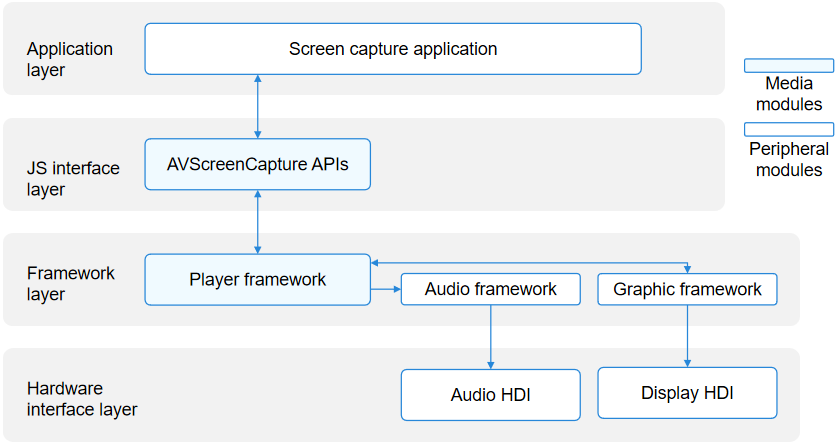 Application
layer
Screen capture application
Media
modules
Peripheral
modules
JS interface
layer
AVScreenCapture APIs
Framework
layer
Player framework
Audio framework
Graphic framework
Hardware
interface layer
Audio HDI
Display HDI